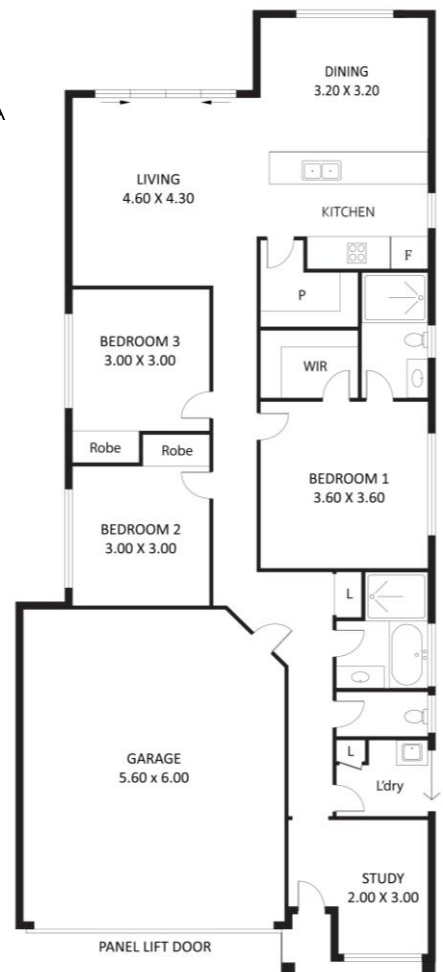 DINING
3.20 X 3.20
A
LIVING
4.60 X 4.30
KITCHEN
F
P
BEDROOM 3
3.00 X 3.00
WIR
Robe
Robe
BEDROOM 1
3.60 X 3.60
BEDROOM 2
3.00 X 3.00
L
L
GARAGE
5.60 x 6.00
L'dry
STUDY
2.00 X 3.00
PANEL LIFT DOOR